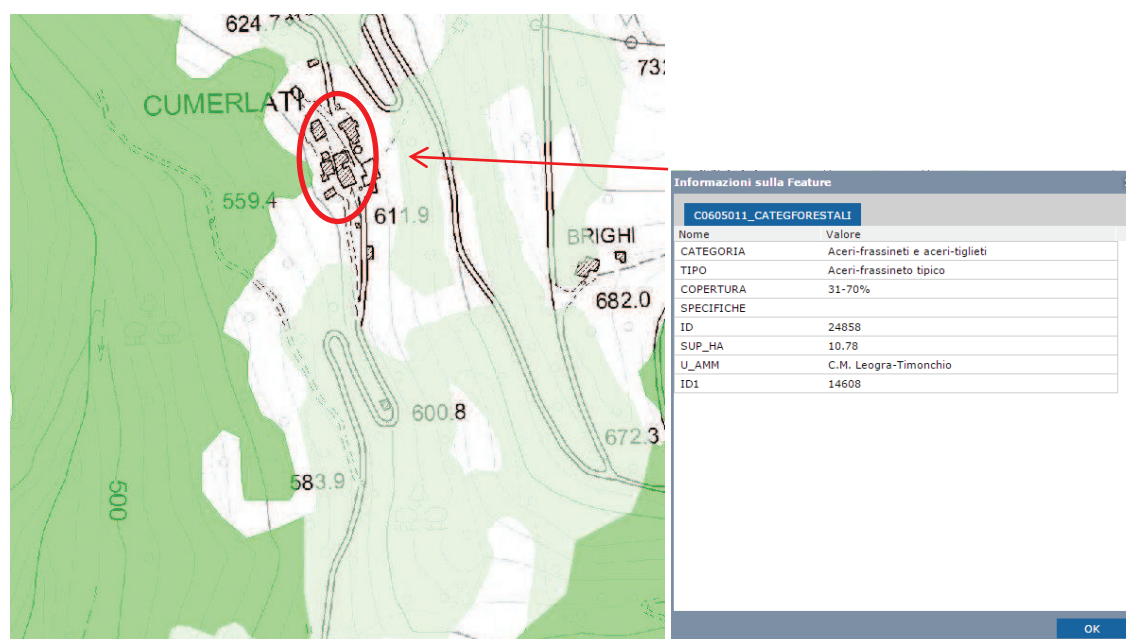 624.7
732
CUMERLATI
559.4
611.9
BRIGHI
682.0
600.8
672.3
583.9
500
Informazioni sulla Feature
C0605011_CATEGFORESTALI
Nome Valore
CATEGORIA Aceri-frassineti e aceri-tiglieti
TIPO Aceri-frassineto tipico
COPERTURA 31-70%
SPECIFICHE
ID 24858
SUP_HA 10.78
U_AMM C.M. Leogra-Timonchio
ID1 14608
OK